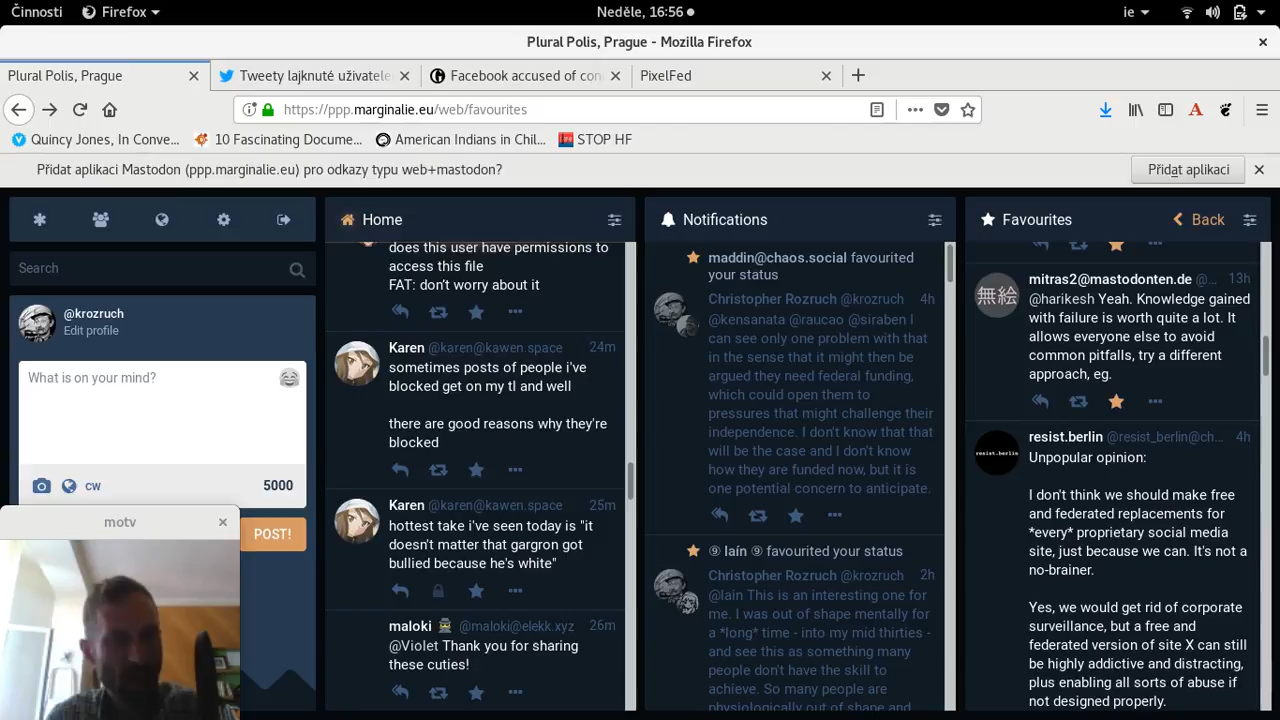 Činnosti
Firefox
Neděle, 16:56
ie
Plural Polis, Prague - Mozilla Firefox
Plural Polis, Prague
Tweety lajknuté uživatele
Facebook accused of con
PixelFed
https://ppp.marginalie.eu/web/favourites
Quincy Jones, In Conve...
10 Fascinating Docume...
American Indians in Chil...
STOP HF
Přidat aplikaci Mastodon (ppp.marginalie.eu) pro odkazy typu web+mastodon?
Přidat aplikaci
Search
@krozruch
Edit profile
What is on your mind?
CW
5000
POST!
motv
Home
does this user have permissions to
access this file
FAT: don't worry about it
Karen @karen@kawen.space 24m
sometimes posts of people i've
blocked get on my tl and well
there are good reasons why they're
blocked
Karen @karen@kawen.space 25m
hottest take i've seen today is "it
doesn't matter that gargron got
bullied because he's white"
maloki @maloki@elekk.xyz 26m
@Violet Thank you for sharing
these cuties!
Notifications
maddin@chaos.social favourited
your status
Christopher Rozruch @krozruch 4h
@kensanata @raucao @siraben I
can see only one problem with that
in the sense that it might then be
argued they need federal funding,
which could open them to
pressures that might challenge their
independence. I don't know that that
will be the case and I don't know
how they are funded now, but it is
one potential concern to anticipate.
⑨ laín ⑨ favourited your status
Christopher Rozruch @krozruch 2h
@lain This is an interesting one for
me. I was out of shape mentally for
a *long* time - into my mid thirties -
and see this as something many
people don't have the skill to
achieve. So many people are
physiologically out of shape and
Favourites
Back
無絵
mitras2@mastodonten.de @... 13h
@harikesh Yeah. Knowledge gained
with failure is worth quite a lot. It
allows everyone else to avoid
common pitfalls, try a different
approach, eg.
resist.berlin
resist.berlin @resist_berlin@ch... 4h
Unpopular opinion:
I don't think we should make free
and federated replacements for
*every* proprietary social media
site, just because we can. It's not a
no-brainer.
Yes, we would get rid of corporate
surveillance, but a free and
federated version of site X can still
be highly addictive and distracting,
plus enabling all sorts of abuse if
not designed properly.